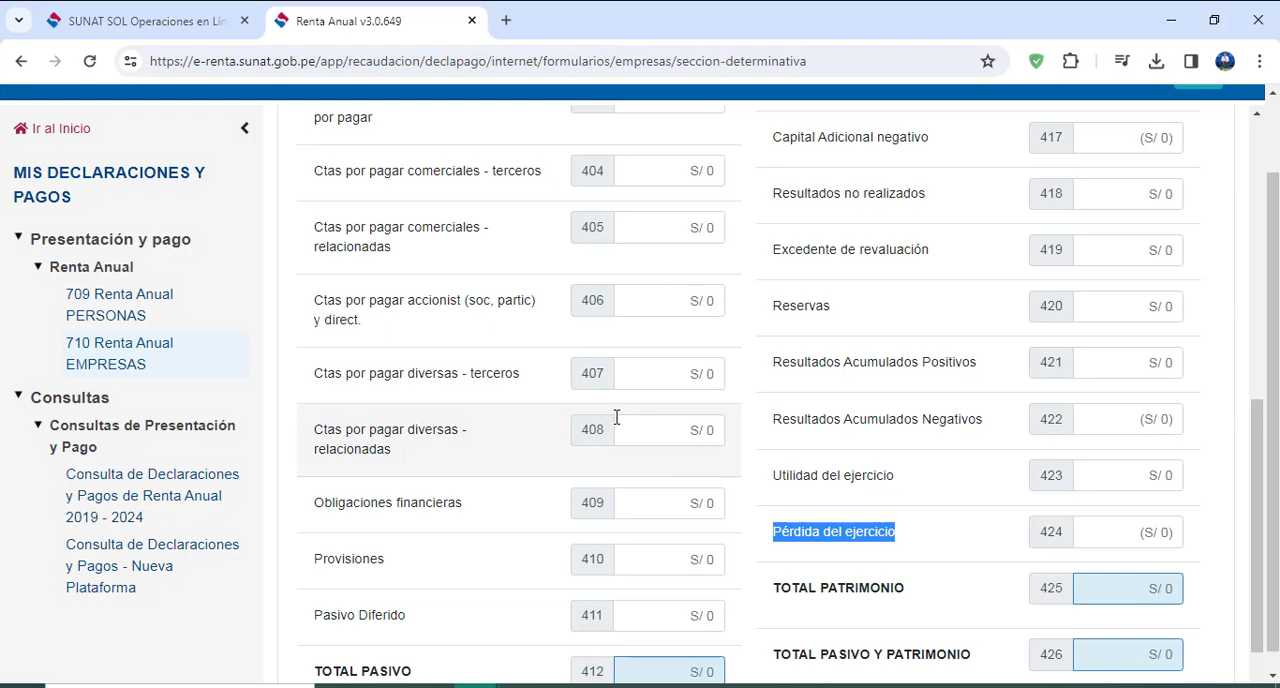 SUNAT SOL Operaciones en Lín
Renta Anual v3.0.649
https://e-renta.sunat.gob.pe/app/recaudacion/declapago/internet/formularios/empresas/seccion-determinativa
Ir al Inicio
MIS DECLARACIONES Y
PAGOS
Presentación y pago
Renta Anual
709 Renta Anual
PERSONAS
710 Renta Anual
EMPRESAS
Consultas
Consultas de Presentación
y Pago
Consulta de Declaraciones
y Pagos de Renta Anual
2019 - 2024
Consulta de Declaraciones
y Pagos - Nueva
Plataforma
por pagar
Ctas por pagar comerciales - terceros 404 S/ 0
Ctas por pagar comerciales - 405 S/ 0
relacionadas
Ctas por pagar accionist (soc, partic) 406 S/ 0
y direct.
Ctas por pagar diversas - terceros 407 S/ 0
Ctas por pagar diversas - 408 S/ 0
relacionadas
Obligaciones financieras 409 S/ 0
Provisiones 410 S/ 0
Pasivo Diferido 411 S/ 0
TOTAL PASIVO 412 S/ 0
Capital Adicional negativo 417 (S/ 0)
Resultados no realizados 418 S/ 0
Excedente de revaluación 419 S/ 0
Reservas 420 S/ 0
Resultados Acumulados Positivos 421 S/ 0
Resultados Acumulados Negativos 422 (S/ 0)
Utilidad del ejercicio 423 S/ 0
Pérdida del ejercicio 424 (S/ 0)
TOTAL PATRIMONIO 425 S/ 0
TOTAL PASIVO Y PATRIMONIO 426 S/ 0